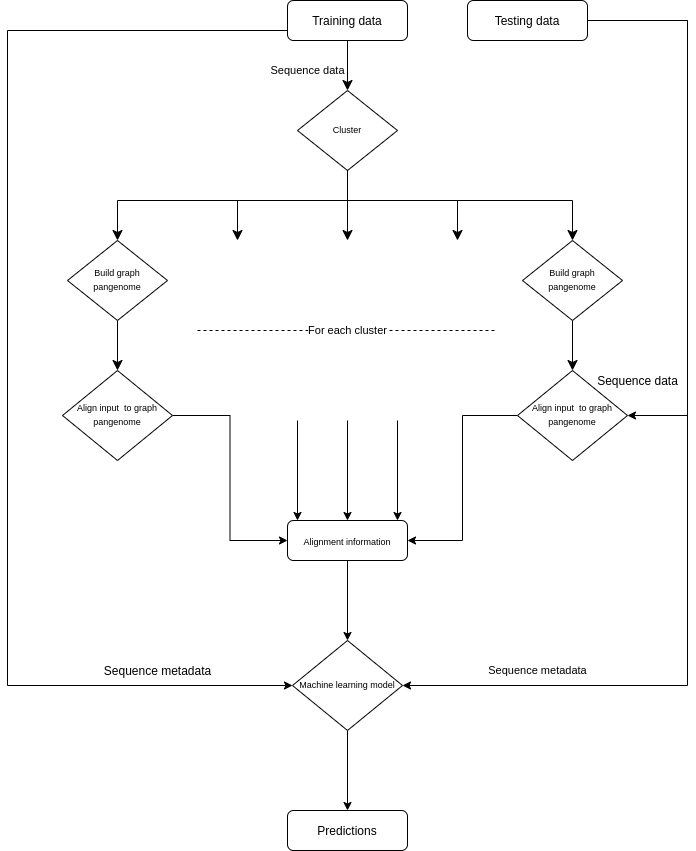 Training data
Testing data
Sequence data
Cluster
Build graph
pangenome
Build graph
pangenome
For each cluster
Sequence data
Align input  to graph
pangenome
Align input  to graph
pangenome
Alignment information
Sequence metadata
Sequence metadata
Machine learning model
Predictions